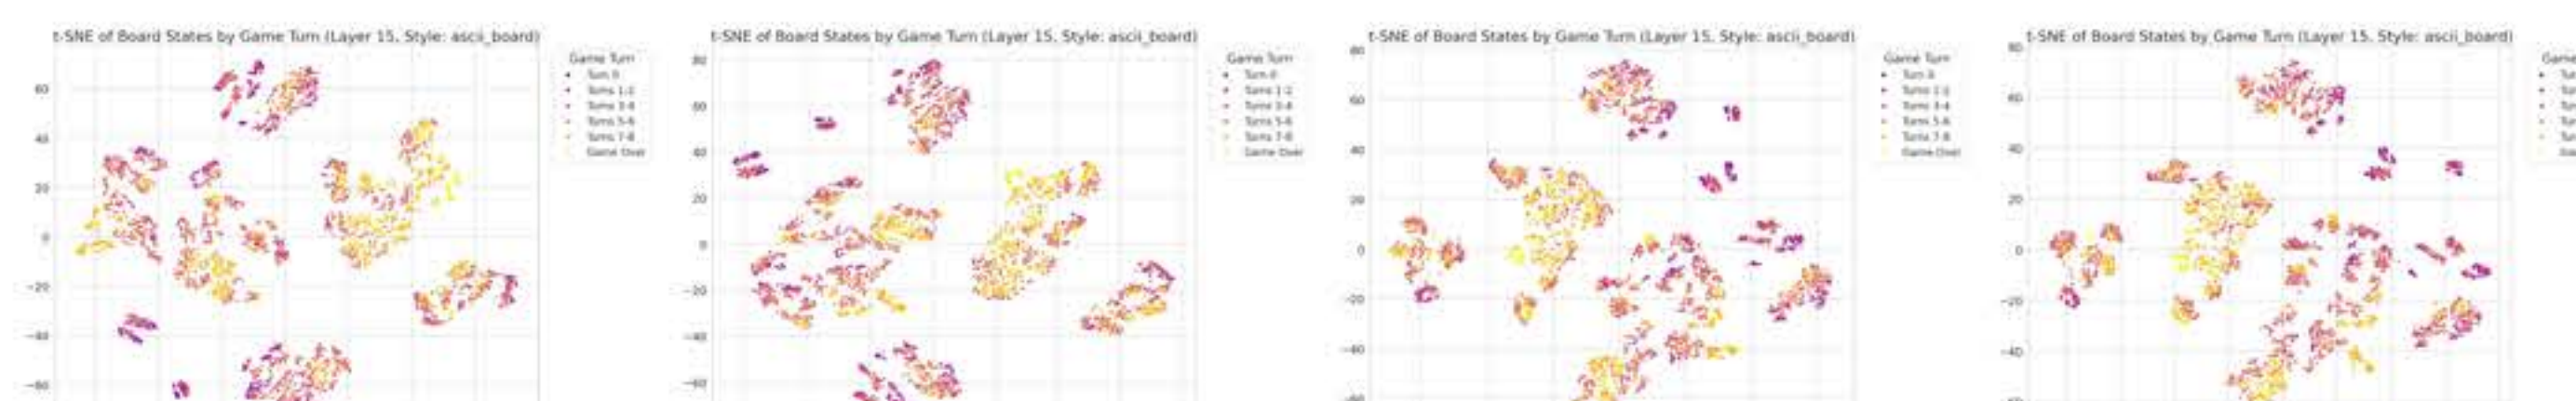 t-SNE of Board States by Game Turn (Layer 15, Style: ascii_board)
Game Turn
Turn 0
Turns 1-2
Turns 3-4
Turns 5-6
Turns 7-8
Game Over
60
40
20
0
−20
−40
−60
t-SNE of Board States by Game Turn (Layer 15, Style: ascii_board)
Game Turn
Turn 0
Turns 1-2
Turns 3-4
Turns 5-6
Turns 7-8
Game Over
80
60
40
20
0
−20
−40
−60
t-SNE of Board States by Game Turn (Layer 15, Style: ascii_board)
Game Turn
Turn 0
Turns 1-2
Turns 3-4
Turns 5-6
Turns 7-8
Game Over
80
60
40
20
0
−20
−40
t-SNE of Board States by Game Turn (Layer 15, Style: ascii_board)
Game
80
60
40
20
0
−20
−40